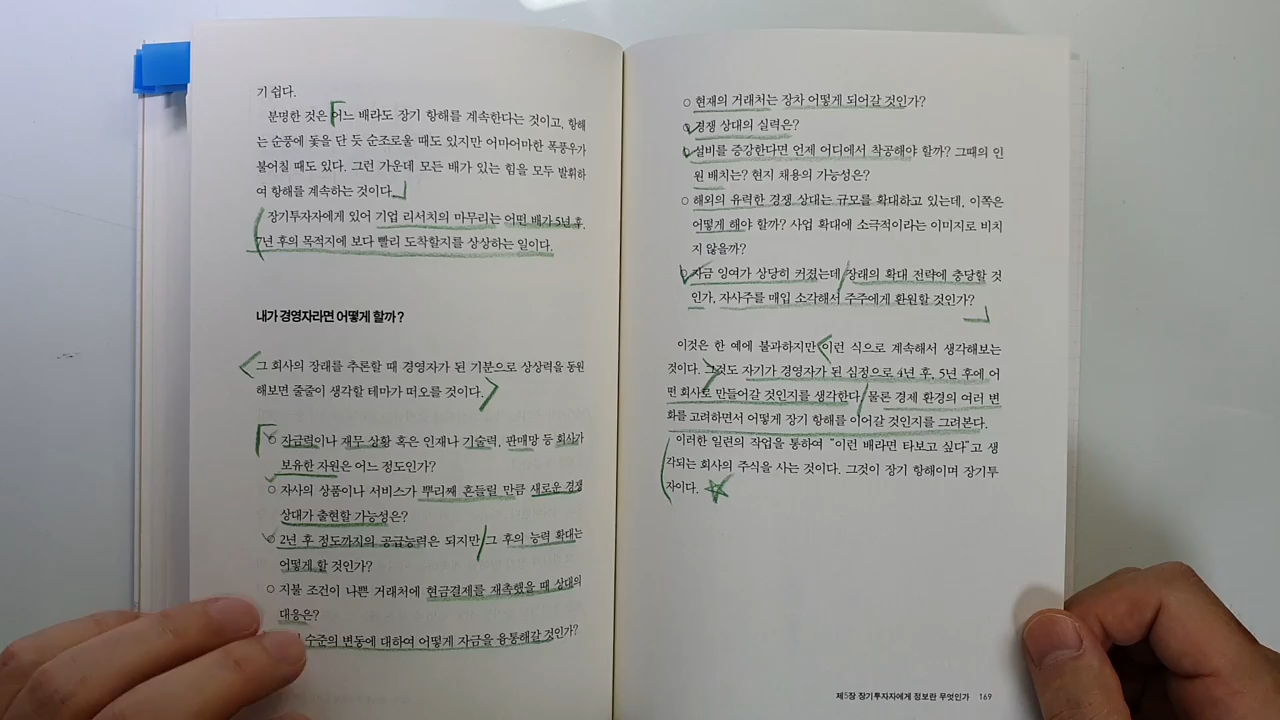 기 쉽다.
분명한 것은 어느 배라도 장기 항해를 계속한다는 것이고, 항해
는 순풍에 돛을 단 듯 순조로울 때도 있지만 어마어마한 폭풍우가
불어칠 때도 있다. 그런 가운데 모든 배가 있는 힘을 모두 발휘하
여 항해를 계속하는 것이다.
장기투자자에게 있어 기업 리서치의 마무리는 어떤 배가 5년 후,
7년 후의 목적지에 보다 빨리 도착할지를 상상하는 일이다.
내가 경영자라면 어떻게 할까?
그 회사의 장래를 추론할 때 경영자가 된 기분으로 상상력을 동원
해보면 줄줄이 생각할 테마가 떠오를 것이다.
○ 자금력이나 재무 상황 혹은 인재나 기술력, 판매망 등 회사가
보유한 자원은 어느 정도인가?
○ 자사의 상품이나 서비스가 뿌리째 흔들릴 만큼 새로운 경쟁
상대가 출현할 가능성은?
○ 2년 후 정도까지의 공급능력은 되지만 그 후의 능력 확대는
어떻게 할 것인가?
○ 지불 조건이 나쁜 거래처에 현금결제를 재촉했을 때 상대의
대응은?
수준의 변동에 대하여 어떻게 자금을 융통해갈 것인가?
○ 현재의 거래처는 장차 어떻게 되어갈 것인가?
○ 경쟁 상대의 실력은?
○ 설비를 증강한다면 언제 어디에서 착공해야 할까? 그때의 인
원 배치는? 현지 채용의 가능성은?
○ 해외의 유력한 경쟁 상대는 규모를 확대하고 있는데, 이쪽은
어떻게 해야 할까? 사업 확대에 소극적이라는 이미지로 비치
지 않을까?
○ 자금 잉여가 상당히 커졌는데 장래의 확대 전략에 충당할 것
인가, 자사주를 매입 소각해서 주주에게 환원할 것인가?
이것은 한 예에 불과하지만 이런 식으로 계속해서 생각해보는
것이다. 그것도 자기가 경영자가 된 심정으로 4년 후, 5년 후에 어
떤 회사로 만들어갈 것인지를 생각한다. 물론 경제 환경의 여러 변
화를 고려하면서 어떻게 장기 항해를 이어갈 것인지를 그려본다.
이러한 일련의 작업을 통하여 “이런 배라면 타보고 싶다”고 생
각되는 회사의 주식을 사는 것이다. 그것이 장기 항해이며 장기투
자이다.
제5장 장기투자자에게 정보란 무엇인가 169